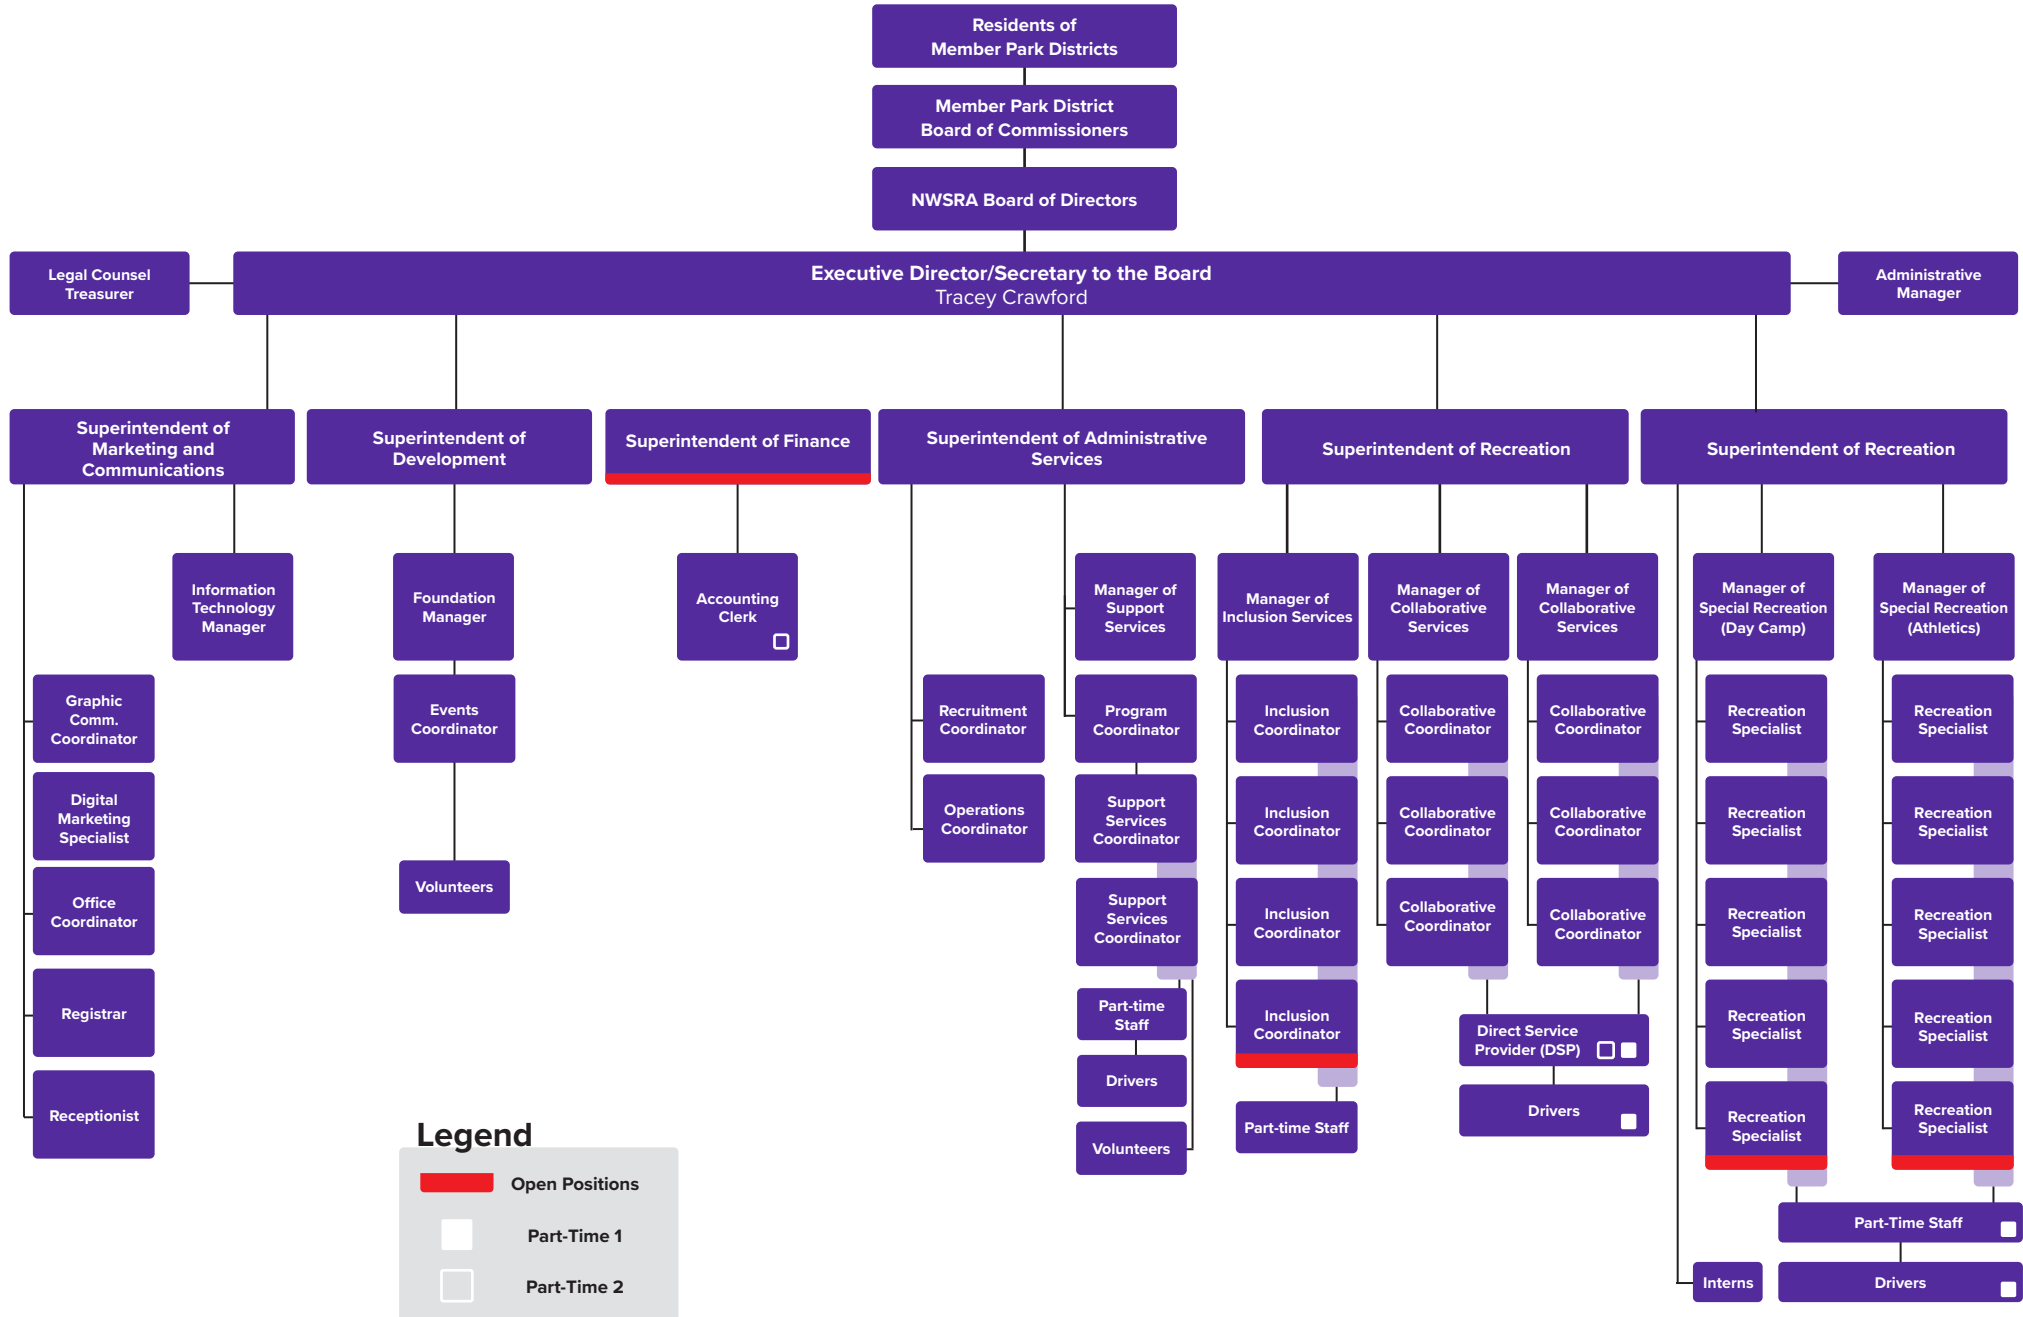 Residents of
Member Park Districts
Member Park District
Board of Commissioners
NWSRA Board of Directors
Legal Counsel
Treasurer
Executive Director/Secretary to the Board
Tracey Crawford
Administrative
Manager
Superintendent of
Marketing and
Communications
Superintendent of
Development
Superintendent of Finance
Superintendent of Administrative
Services
Superintendent of Recreation
Superintendent of Recreation
Information
Technology
Manager
Foundation
Manager
Accounting
Clerk
Manager of
Support
Services
Manager of
Inclusion Services
Manager of
Collaborative
Services
Manager of
Collaborative
Services
Manager of
Special Recreation
(Day Camp)
Manager of
Special Recreation
(Athletics)
Graphic
Comm.
Coordinator
Events
Coordinator
Recruitment
Coordinator
Program
Coordinator
Inclusion
Coordinator
Collaborative
Coordinator
Collaborative
Coordinator
Recreation
Specialist
Recreation
Specialist
Digital
Marketing
Specialist
Operations
Coordinator
Support
Services
Coordinator
Inclusion
Coordinator
Collaborative
Coordinator
Collaborative
Coordinator
Recreation
Specialist
Recreation
Specialist
Office
Coordinator
Volunteers
Support
Services
Coordinator
Inclusion
Coordinator
Collaborative
Coordinator
Collaborative
Coordinator
Recreation
Specialist
Recreation
Specialist
Registrar
Part-time
Staff
Inclusion
Coordinator
Direct Service
Provider (DSP)
Recreation
Specialist
Recreation
Specialist
Receptionist
Drivers
Volunteers
Part-time Staff
Drivers
Recreation
Specialist
Recreation
Specialist
Part-Time Staff
Interns
Drivers
Legend
Open Positions
Part-Time 1
Part-Time 2